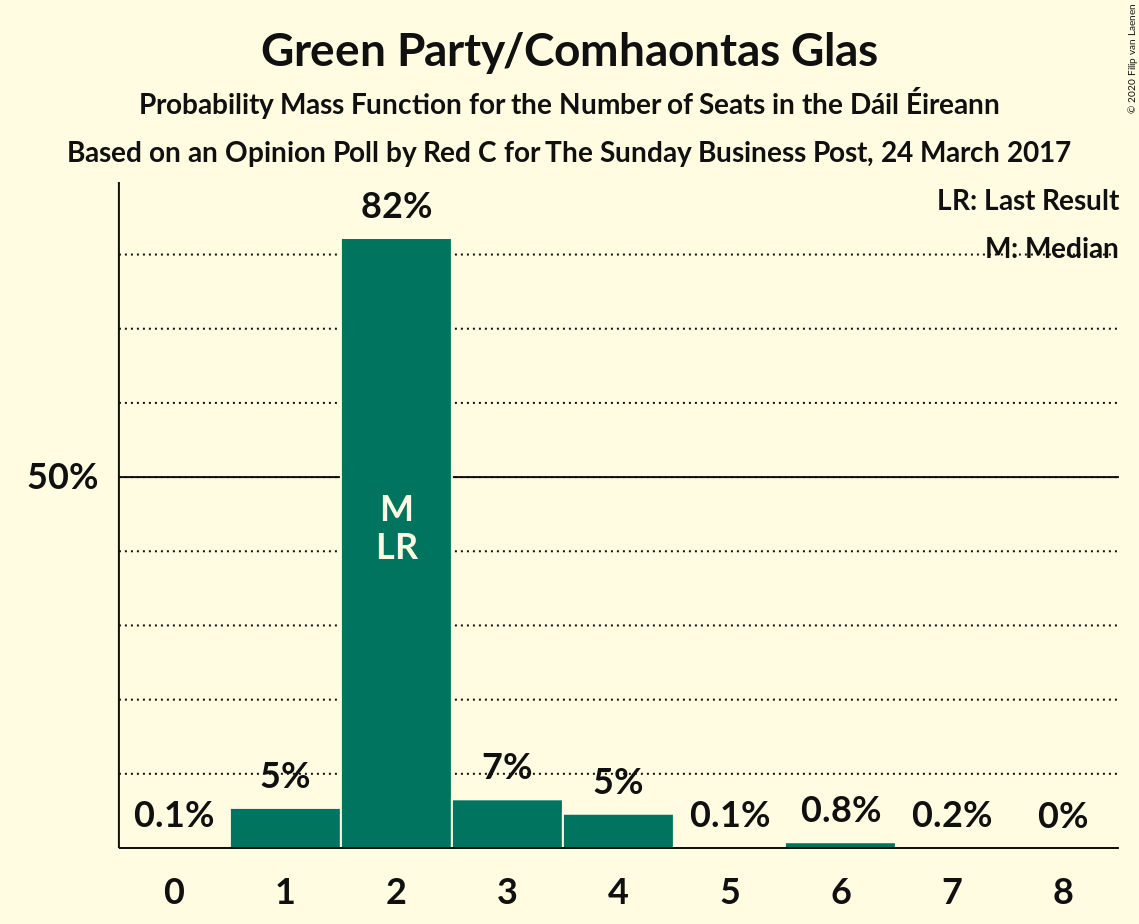 Green Party/Comhaontas Glas
Probability Mass Function for the Number of Seats in the Dáil Éireann
Based on an Opinion Poll by Red C for The Sunday Business Post, 24 March 2017
© 2020 Filip van Laenen
LR: Last Result
M: Median
82%
50%
M
LR
0.1% 5% 7% 5% 0.1% 0.8% 0.2% 0%
0 1 2 3 4 5 6 7 8